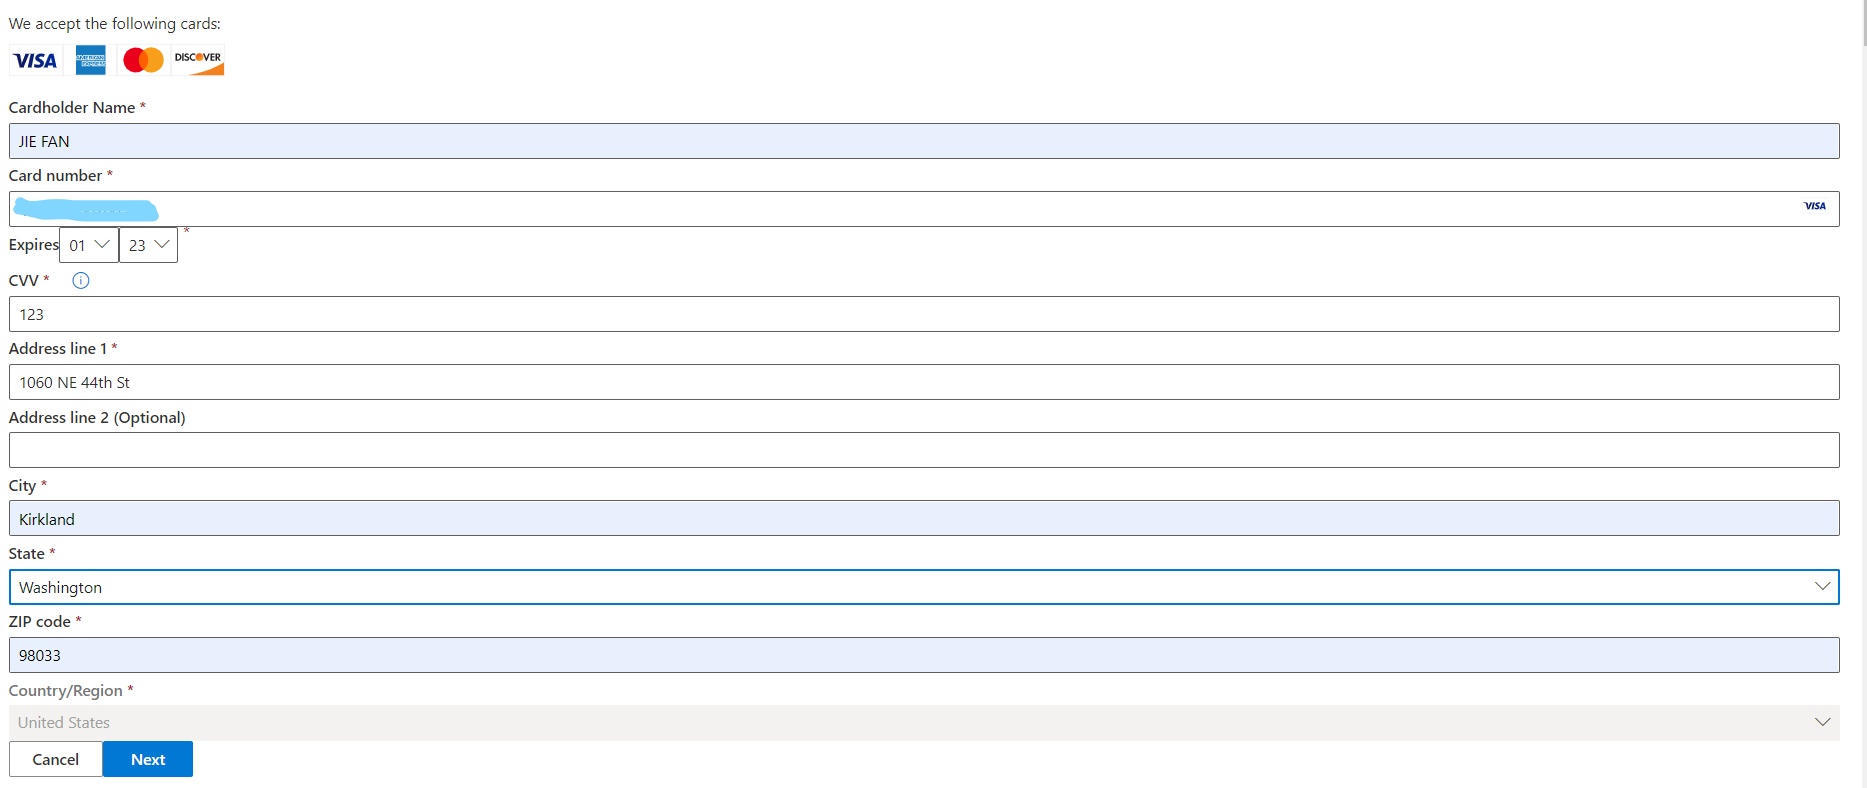 We accept the following cards:
VISA AMERICAN EXPRESS DISCOVER
Cardholder Name *
JIE FAN
Card number *
VISA
Expires 01 23 *
CVV *
123
Address line 1 *
1060 NE 44th St
Address line 2 (Optional)
City *
Kirkland
State *
Washington
ZIP code *
98033
Country/Region *
United States
Cancel Next